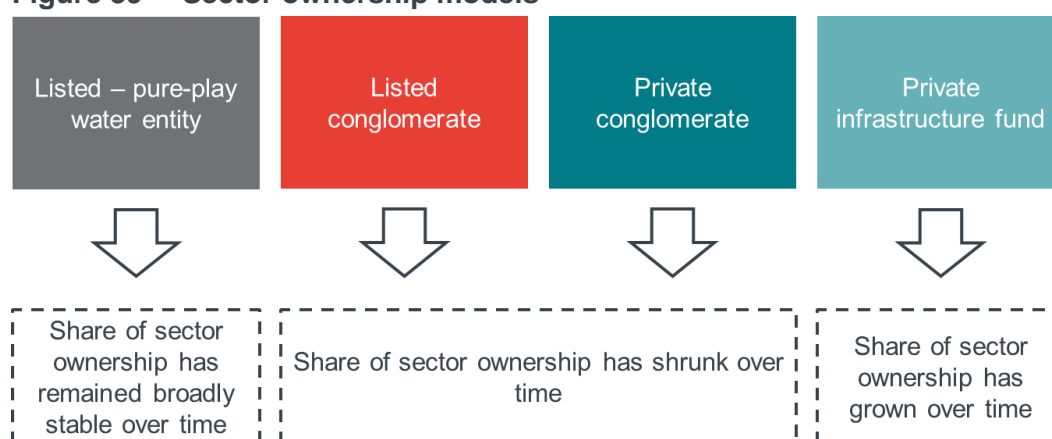 Listed – pure-play
water entity
Listed
conglomerate
Private
conglomerate
Private
infrastructure fund
Share of sector
ownership has
remained broadly
stable over time
Share of sector ownership has shrunk over
time
Share of sector
ownership has
grown over time